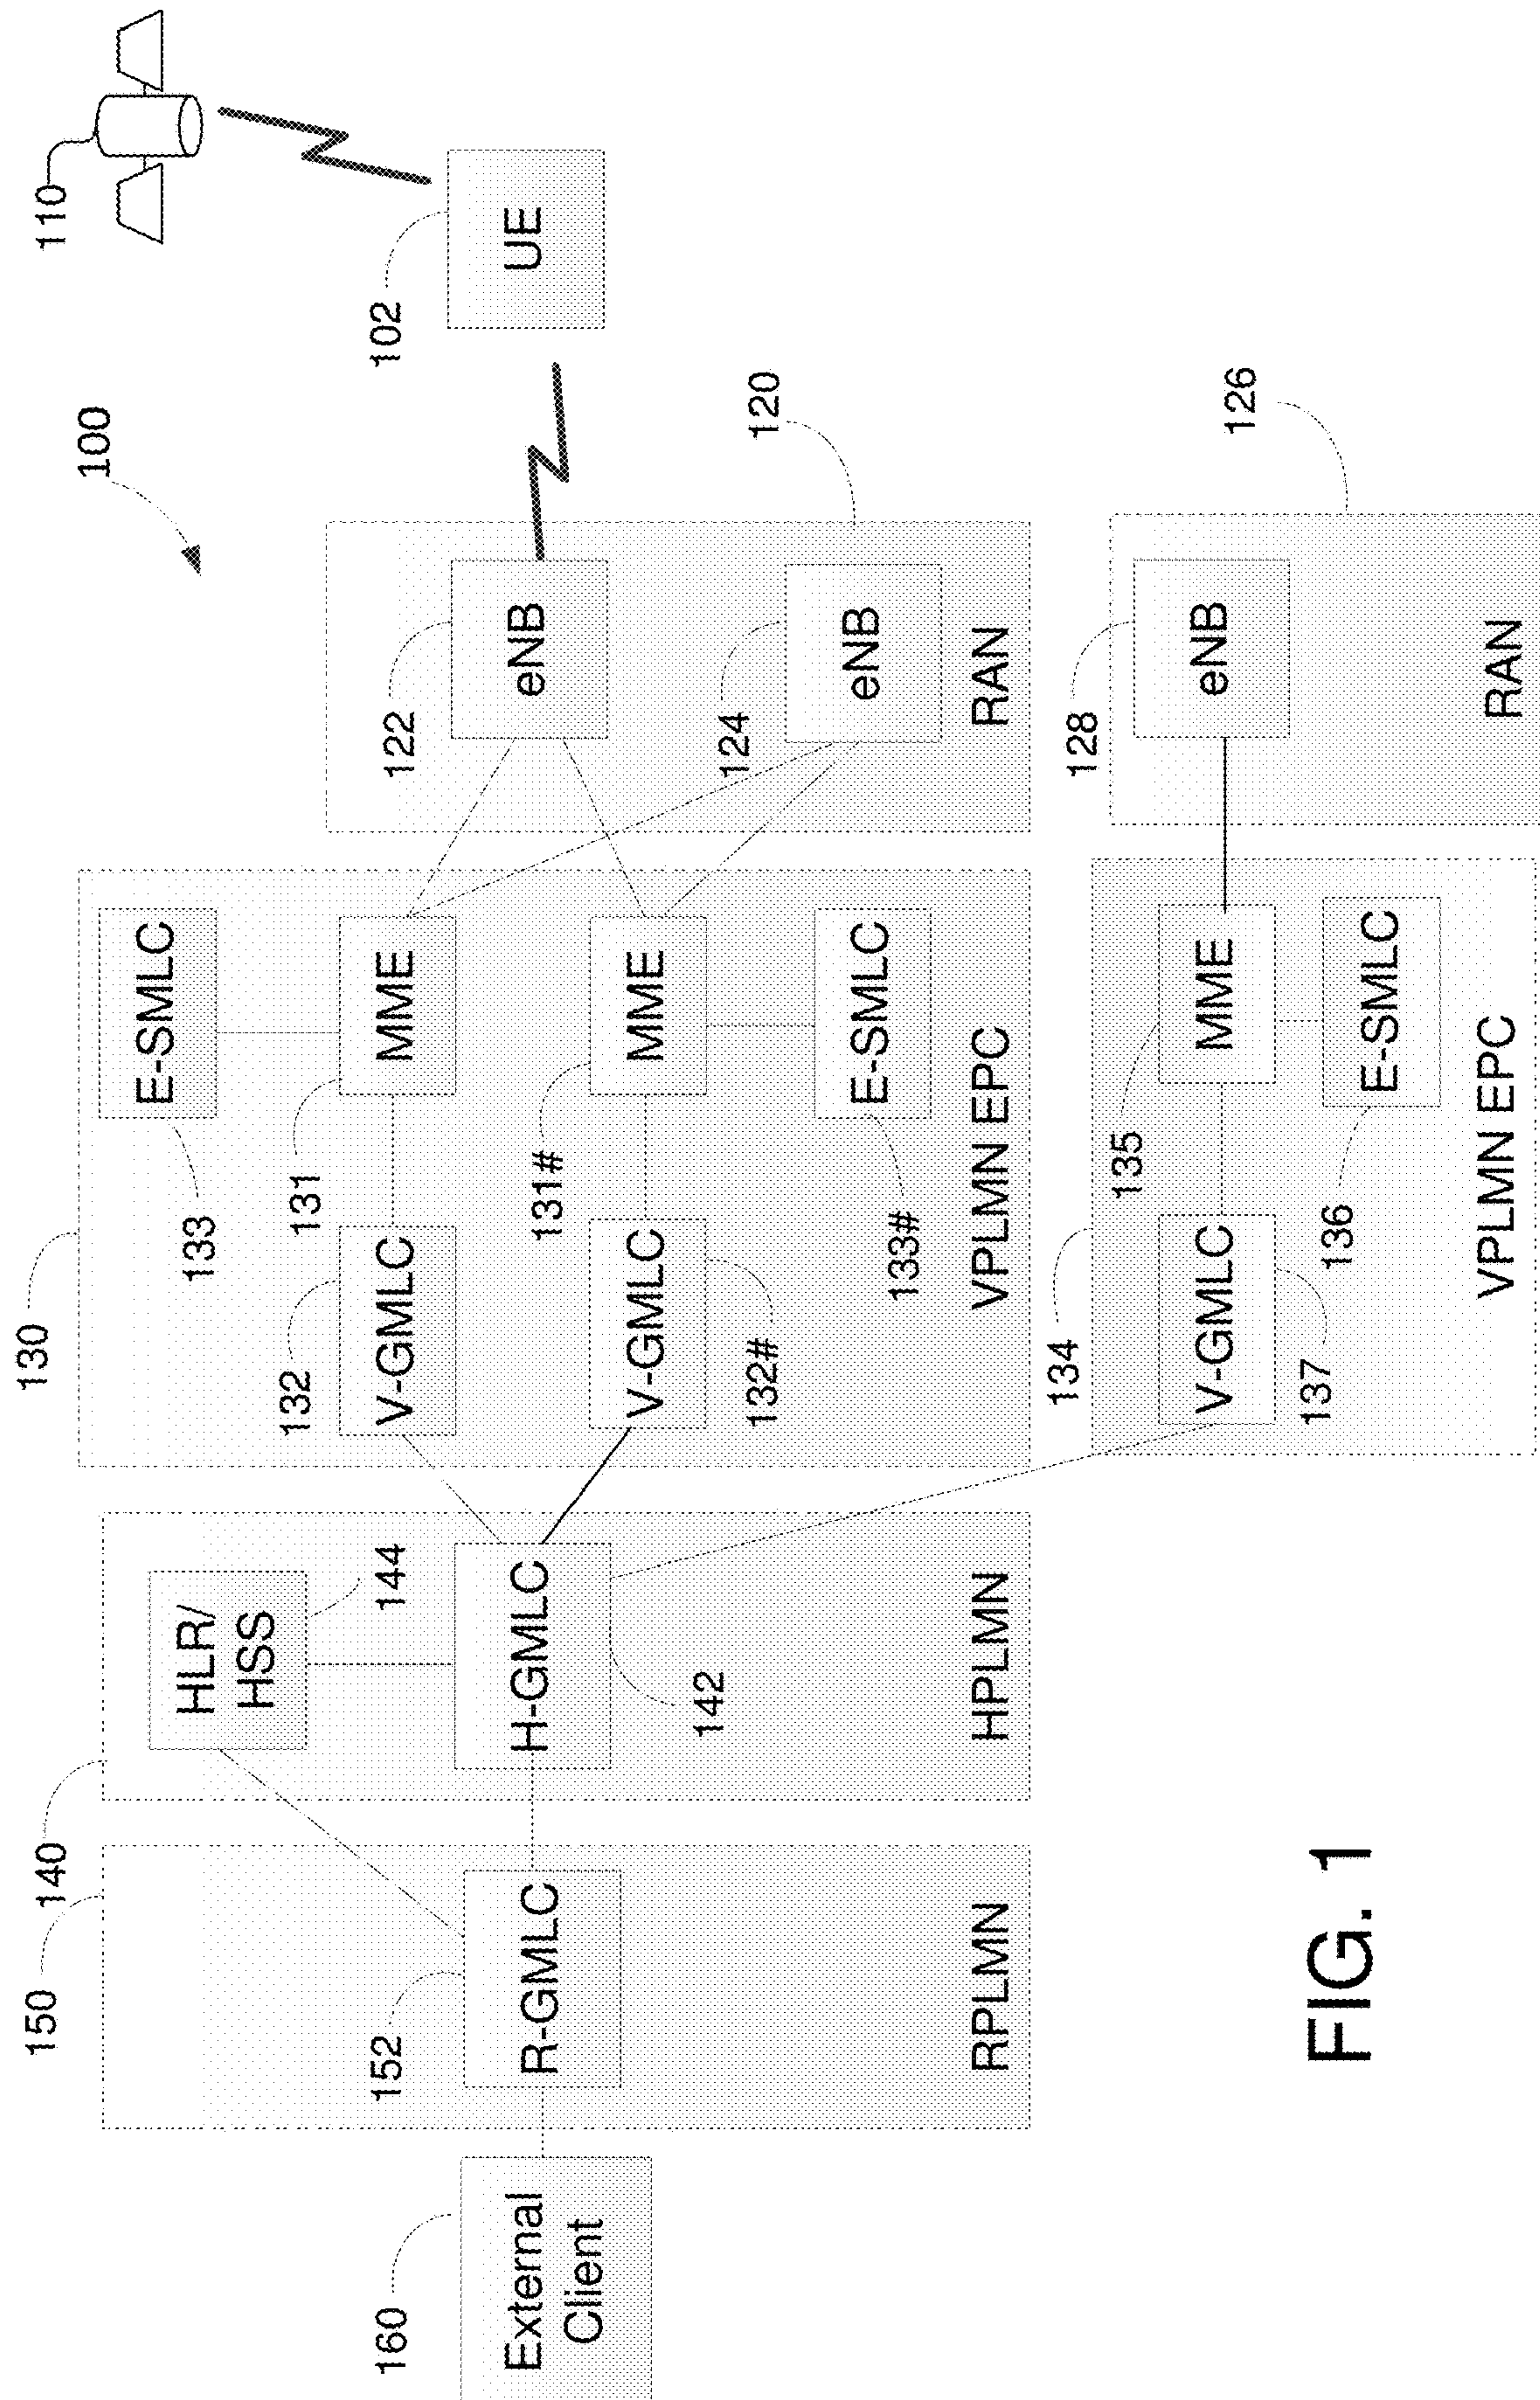 100
110
160
External
Client
150
152
R-GMLC
RPLMN
140
HLR/
HSS
144
H-GMLC
142
HPLMN
130
133
E-SMLC
132
V-GMLC
131
MME
131#
MME
V-GMLC
132#
133#
E-SMLC
VPLMN EPC
122
eNB
124
eNB
RAN
120
102
UE
134
V-GMLC
137
135
MME
136
E-SMLC
VPLMN EPC
128
eNB
RAN
126
FIG. 1